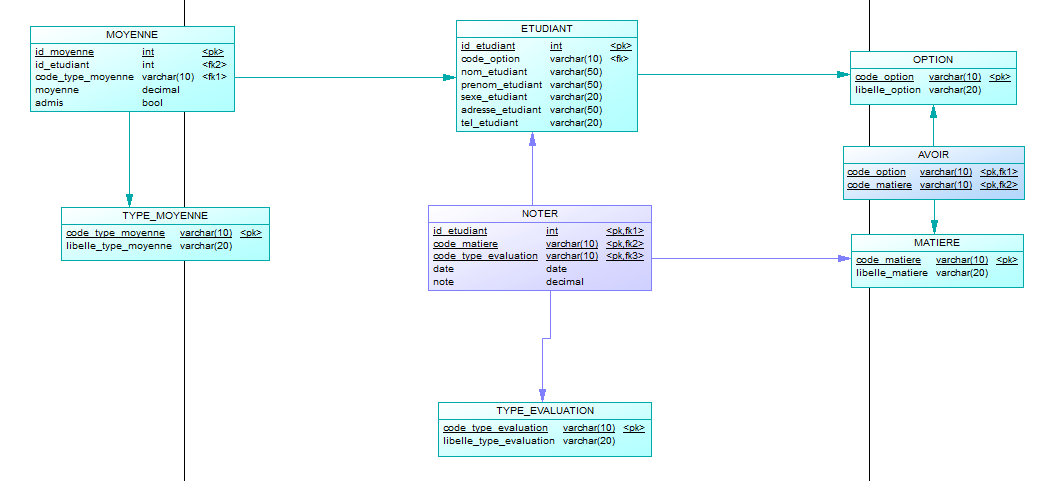 MOYENNE
id_moyenne int <pk>
id_etudiant int <fk2>
code_type_moyenne varchar(10) <fk1>
moyenne decimal
admis bool
ETUDIANT
id_etudiant int <pk>
code_option varchar(10) <fk>
nom_etudiant varchar(50)
prenom_etudiant varchar(50)
sexe_etudiant varchar(20)
adresse_etudiant varchar(50)
tel_etudiant varchar(20)
OPTION
code_option varchar(10) <pk>
libelle_option varchar(20)
AVOIR
code_option varchar(10) <pk,fk1>
code_matiere varchar(10) <pk,fk2>
TYPE_MOYENNE
code_type_moyenne varchar(10) <pk>
libelle_type_moyenne varchar(20)
NOTER
id_etudiant int <pk,fk1>
code_matiere varchar(10) <pk,fk2>
code_type_evaluation varchar(10) <pk,fk3>
date date
note decimal
MATIERE
code_matiere varchar(10) <pk>
libelle_matiere varchar(20)
TYPE_EVALUATION
code_type_evaluation varchar(10) <pk>
libelle_type_evaluation varchar(20)